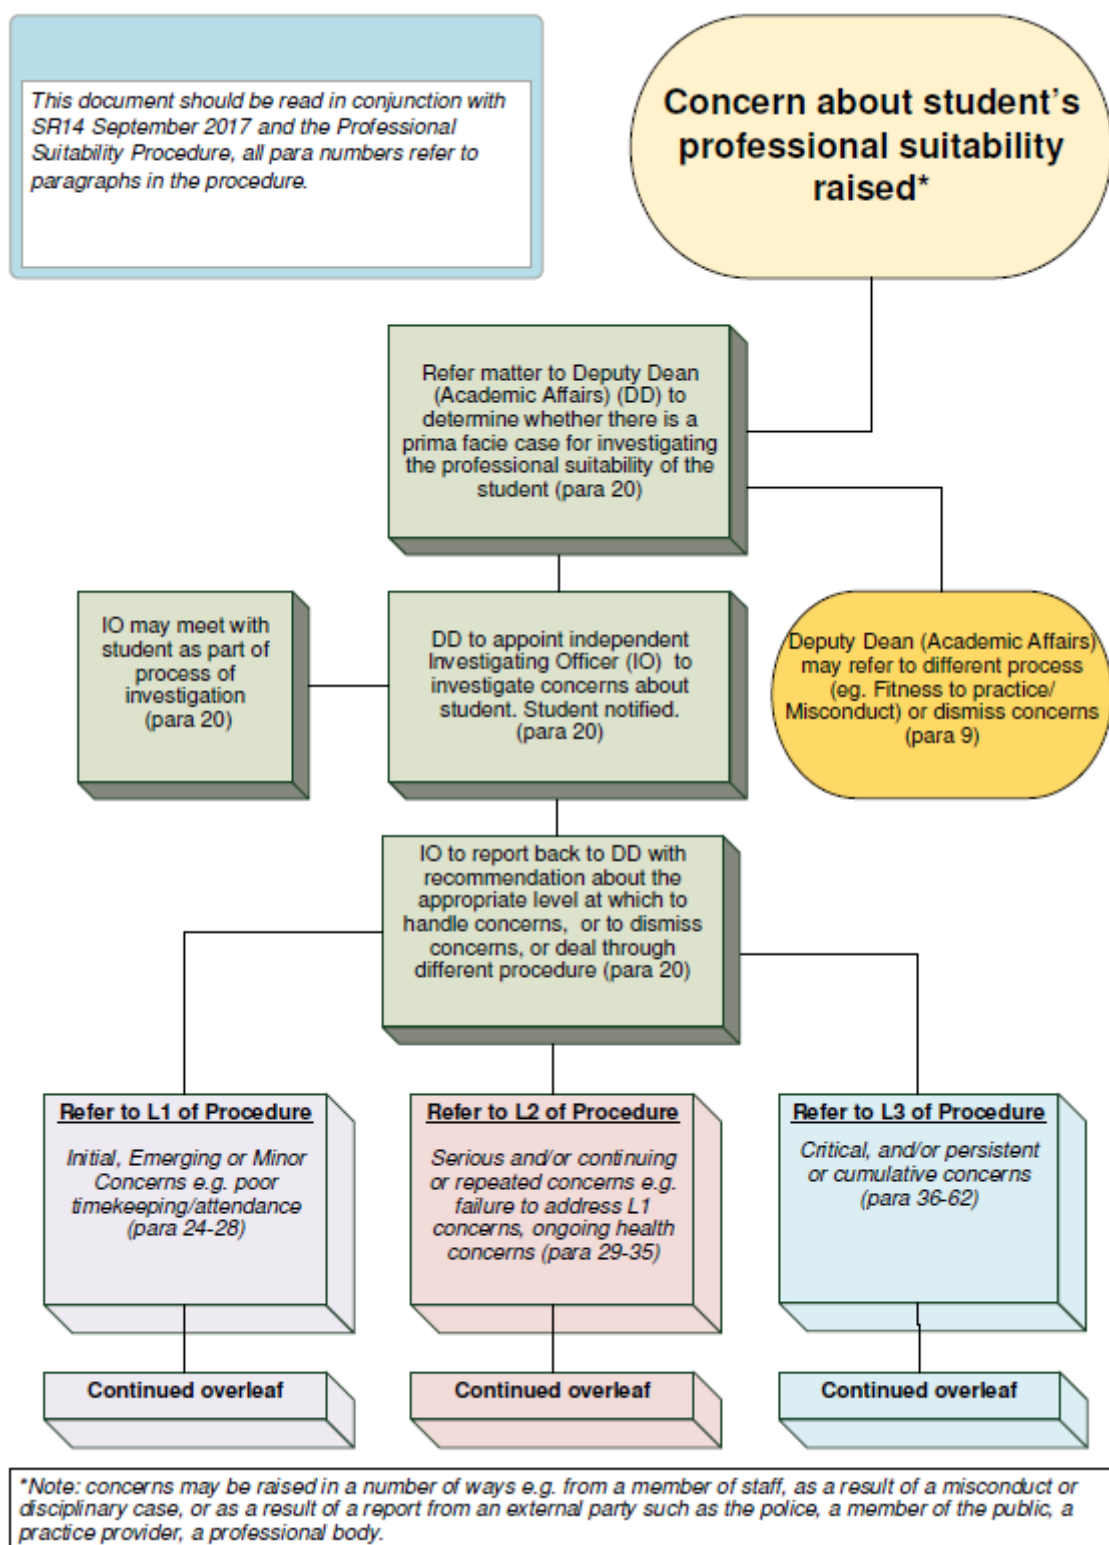 This document should be read in conjunction with
SR14 September 2017 and the Professional
Suitability Procedure, all para numbers refer to
paragraphs in the procedure.
Concern about student's
professional suitability
raised*
Refer matter to Deputy Dean
(Academic Affairs) (DD) to
determine whether there is a
prima facie case for investigating
the professional suitability of the
student (para 20)
IO may meet with
student as part of
process of
investigation
(para 20)
DD to appoint independent
Investigating Officer (IO) to
investigate concerns about
student. Student notified.
(para 20)
Deputy Dean (Academic Affairs)
may refer to different process
(eg. Fitness to practice/
Misconduct) or dismiss concerns
(para 9)
IO to report back to DD with
recommendation about the
appropriate level at which to
handle concerns, or to dismiss
concerns, or deal through
different procedure (para 20)
Refer to L1 of Procedure
Initial, Emerging or Minor
Concerns e.g. poor
timekeeping/attendance
(para 24-28)
Refer to L2 of Procedure
Serious and/or continuing
or repeated concerns e.g.
failure to address L1
concerns, ongoing health
concerns (para 29-35)
Refer to L3 of Procedure
Critical, and/or persistent
or cumulative concerns
(para 36-62)
Continued overleaf
Continued overleaf
Continued overleaf
*Note: concerns may be raised in a number of ways e.g. from a member of staff, as a result of a misconduct or
disciplinary case, or as a result of a report from an external party such as the police, a member of the public, a
practice provider, a professional body.